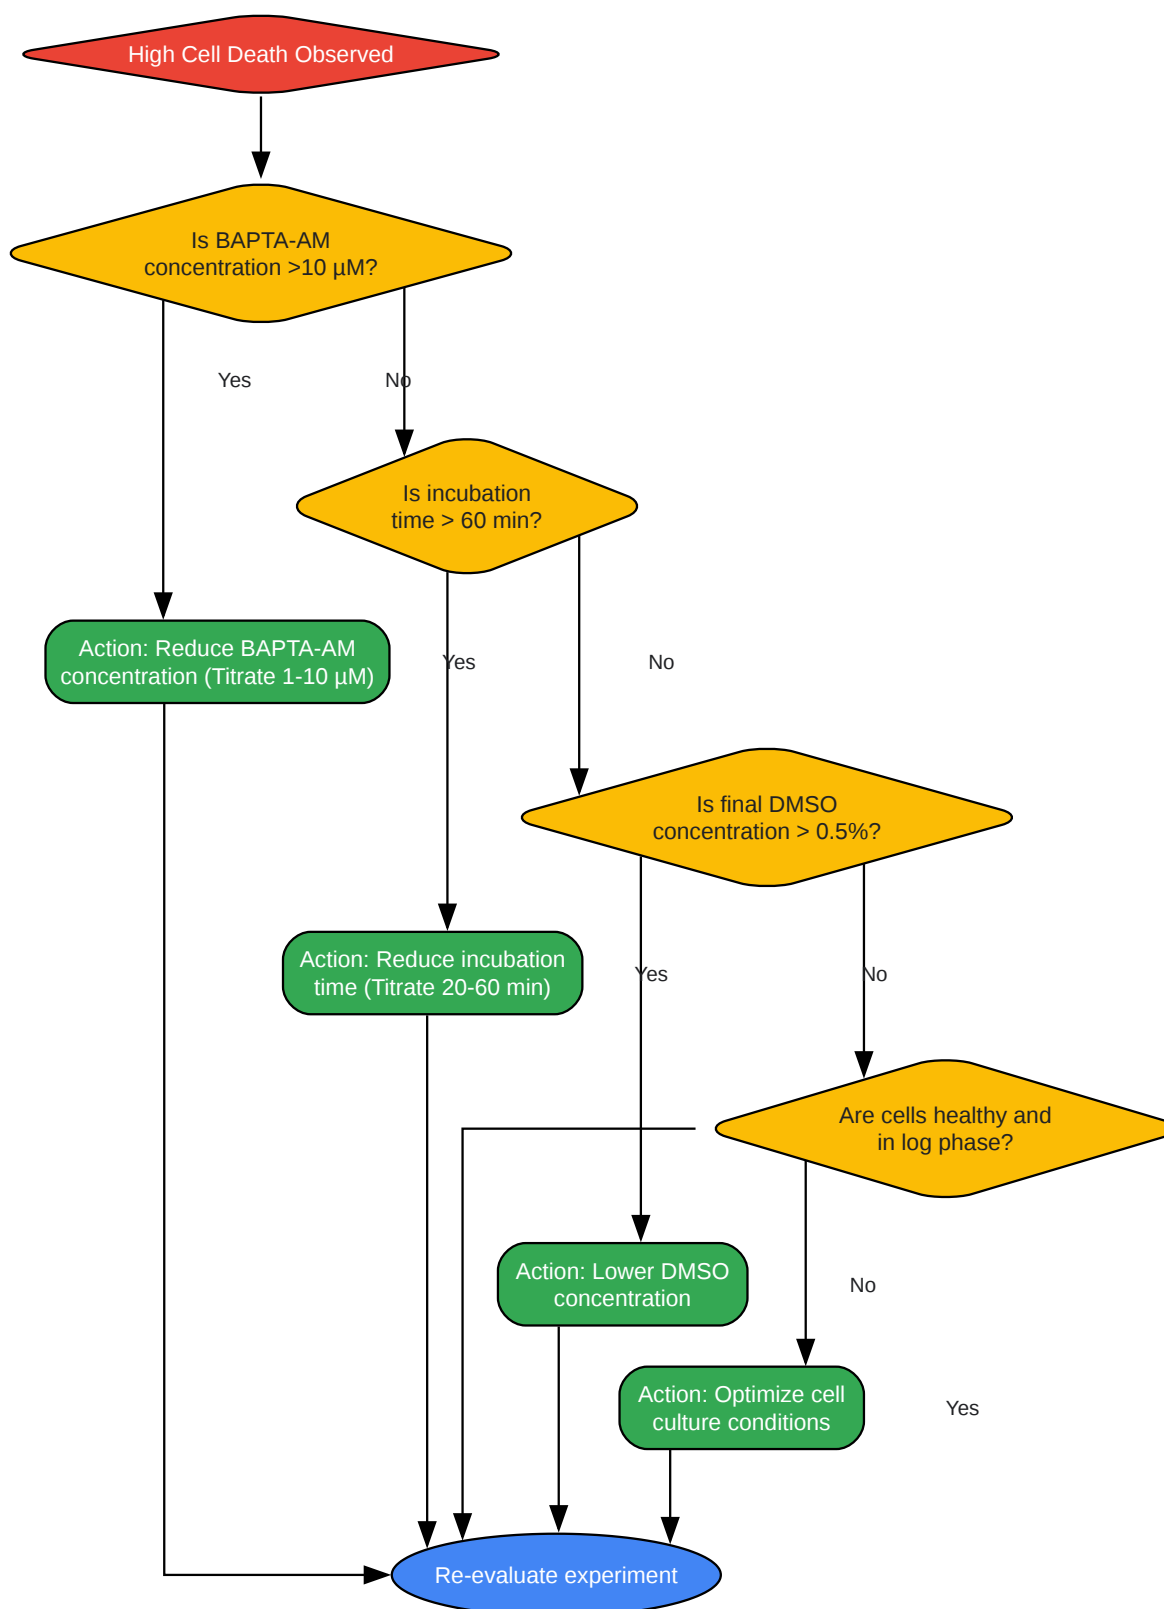 High Cell Death Observed
Is BAPTA-AM
concentration >10 µM?
Yes
No
Is incubation
time > 60 min?
Action: Reduce BAPTA-AM
concentration (Titrate 1-10 µM)
Yes
No
Is final DMSO
concentration > 0.5%?
Action: Reduce incubation
time (Titrate 20-60 min)
Yes
No
Are cells healthy and
in log phase?
Action: Lower DMSO
concentration
No
Action: Optimize cell
culture conditions
Yes
Re-evaluate experiment